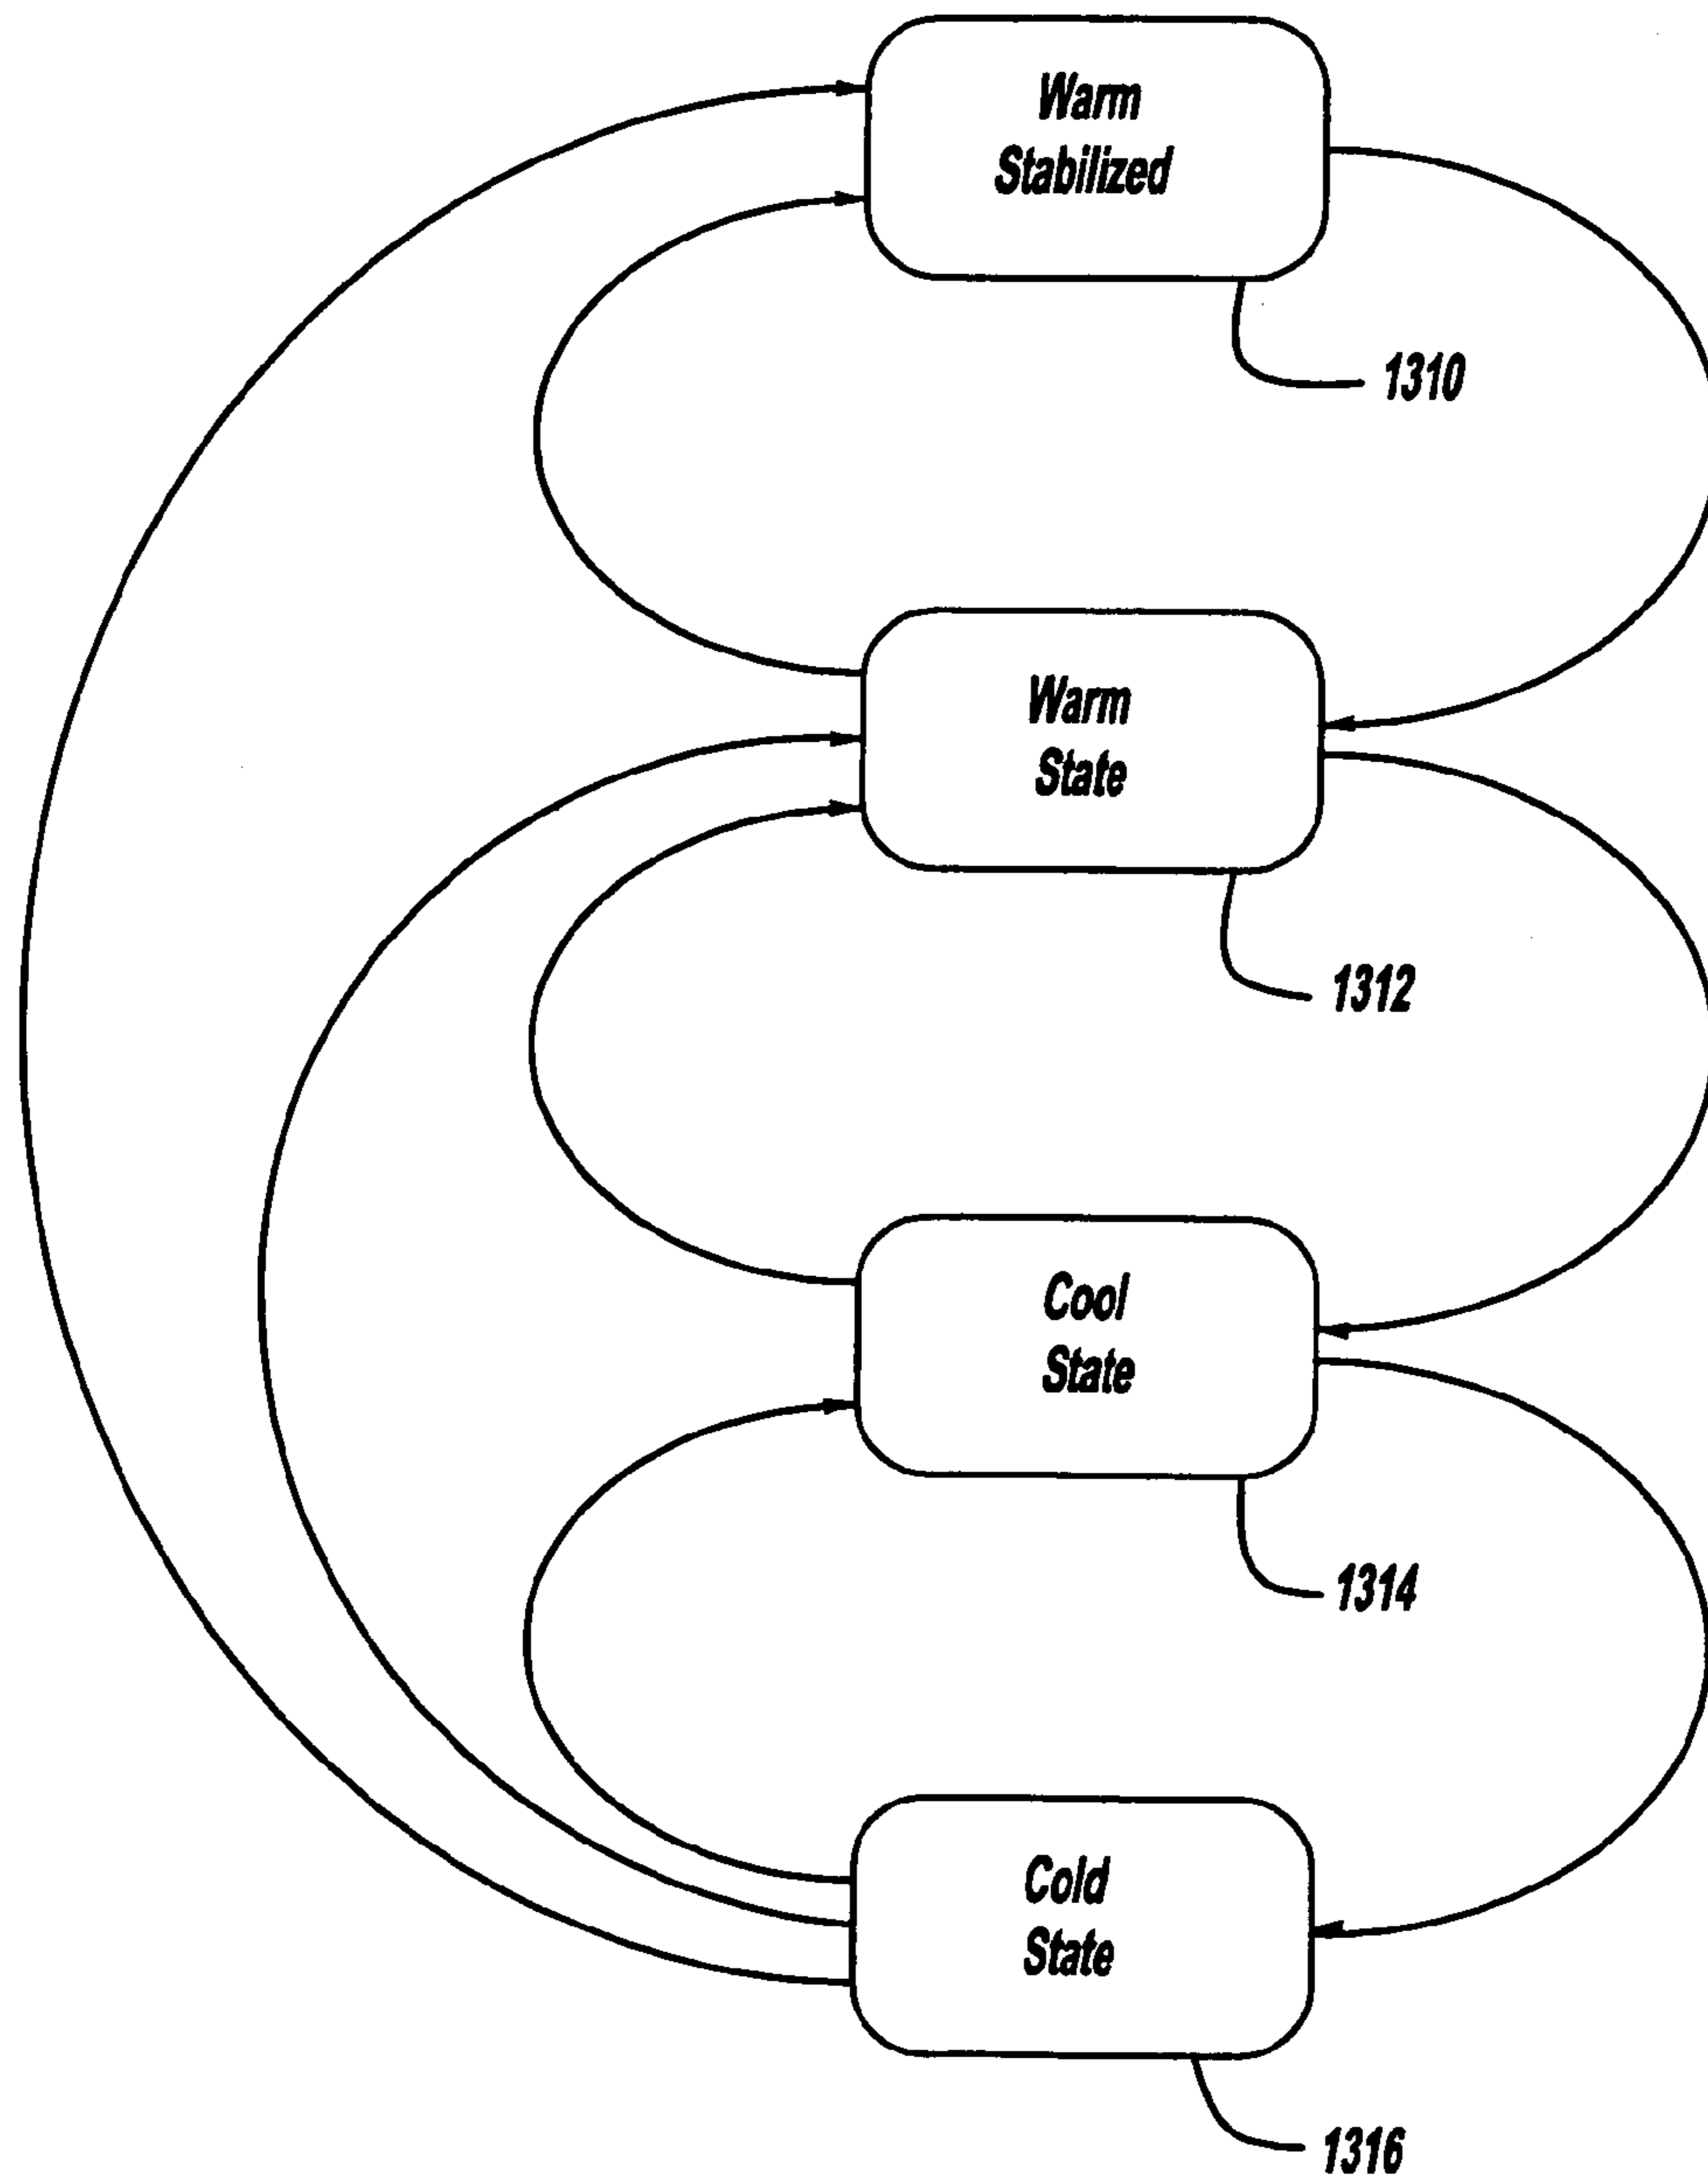 Warm
Stabilized
1310
Warm
State
1312
Cool
State
1314
Cold
State
1316